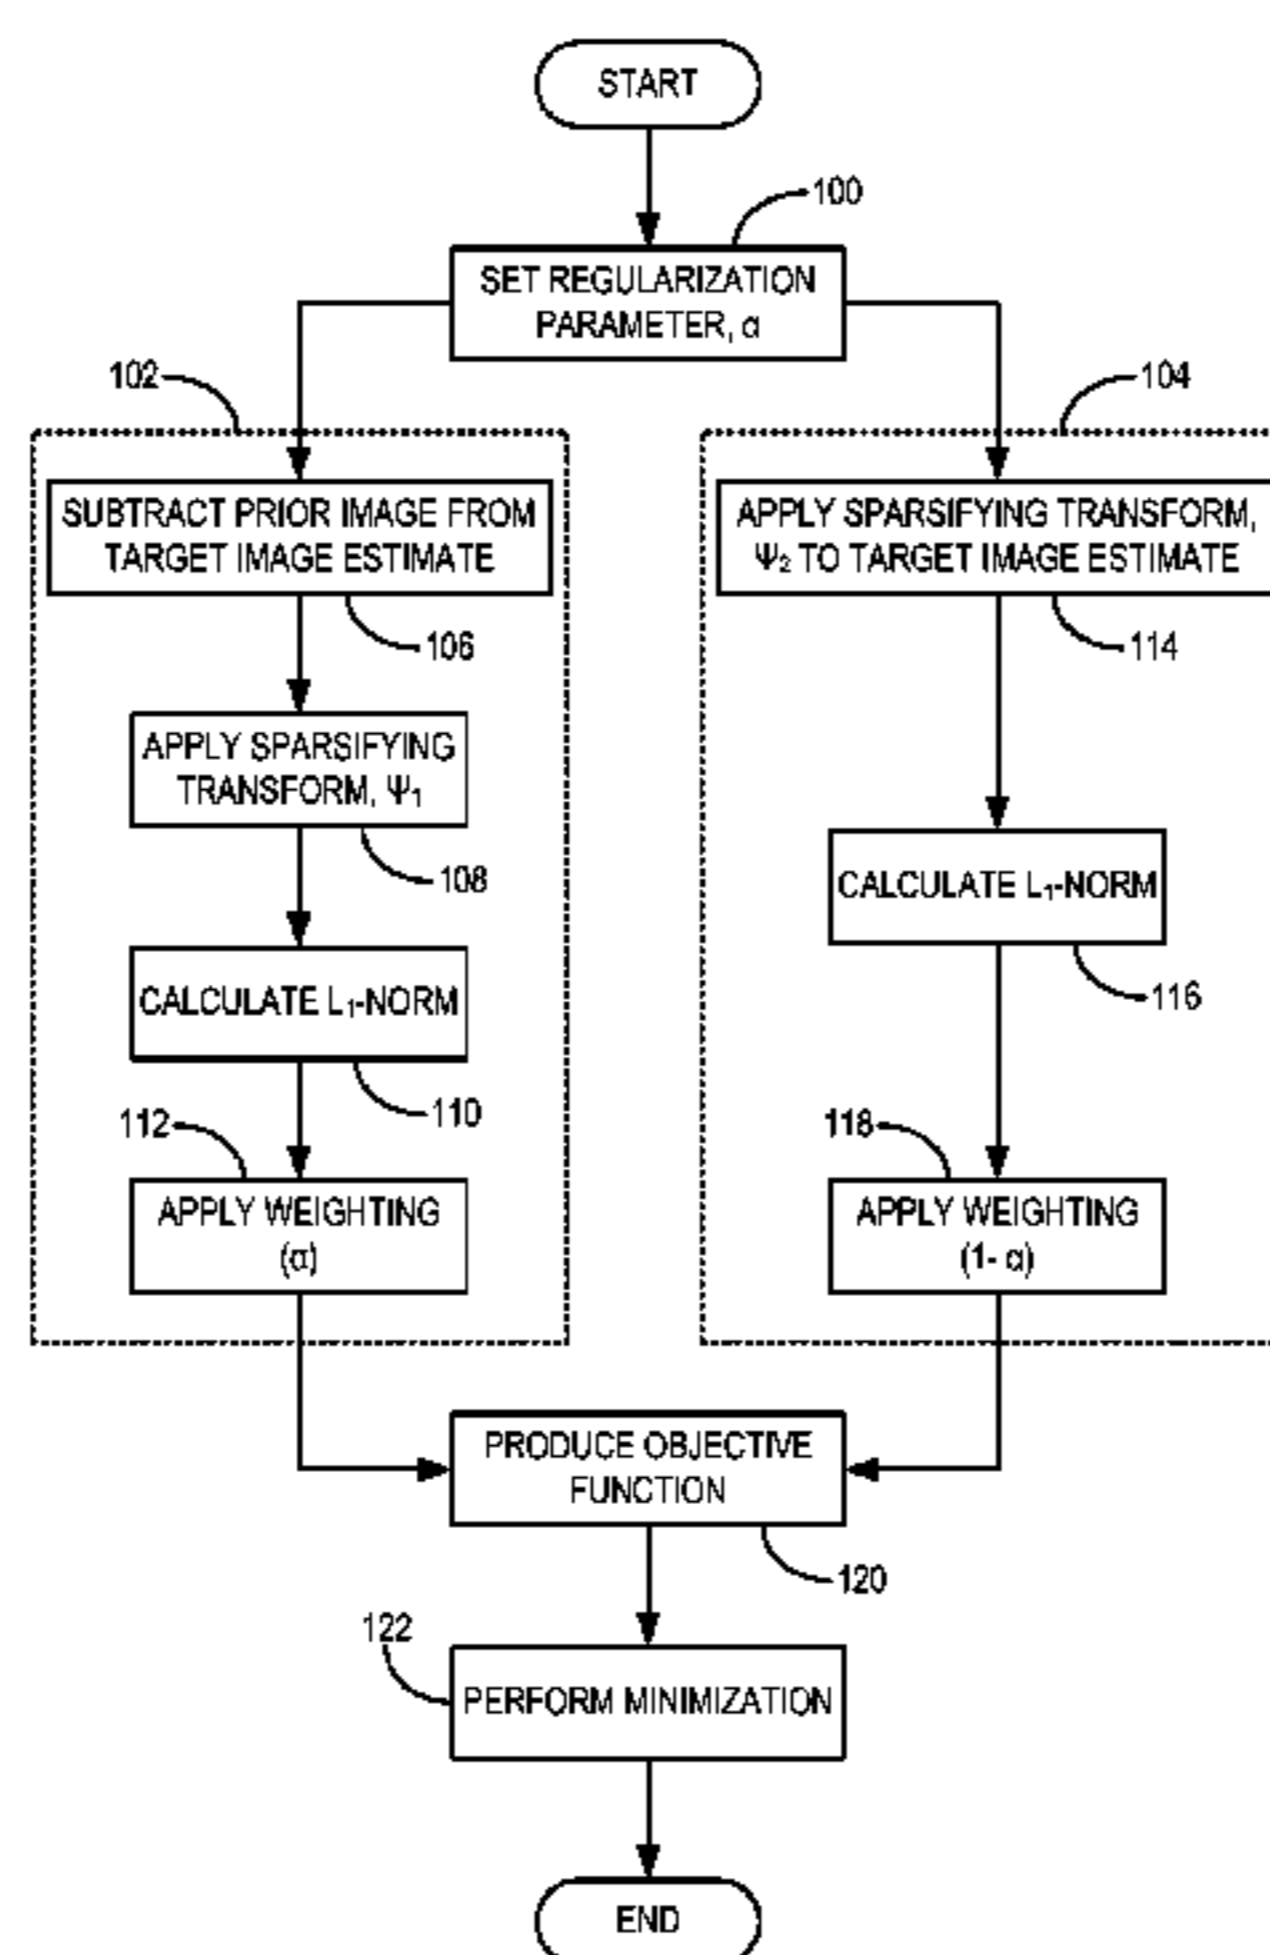 START
100
SET REGULARIZATION
PARAMETER, α
102
104
SUBTRACT PRIOR IMAGE FROM
TARGET IMAGE ESTIMATE
106
APPLY SPARSIFYING
TRANSFORM, Ψ₁
108
CALCULATE L₁-NORM
110
112
APPLY WEIGHTING
(α)
APPLY SPARSIFYING TRANSFORM,
Ψ₂ TO TARGET IMAGE ESTIMATE
114
CALCULATE L₁-NORM
116
118
APPLY WEIGHTING
(1- α)
PRODUCE OBJECTIVE
FUNCTION
120
122
PERFORM MINIMIZATION
END